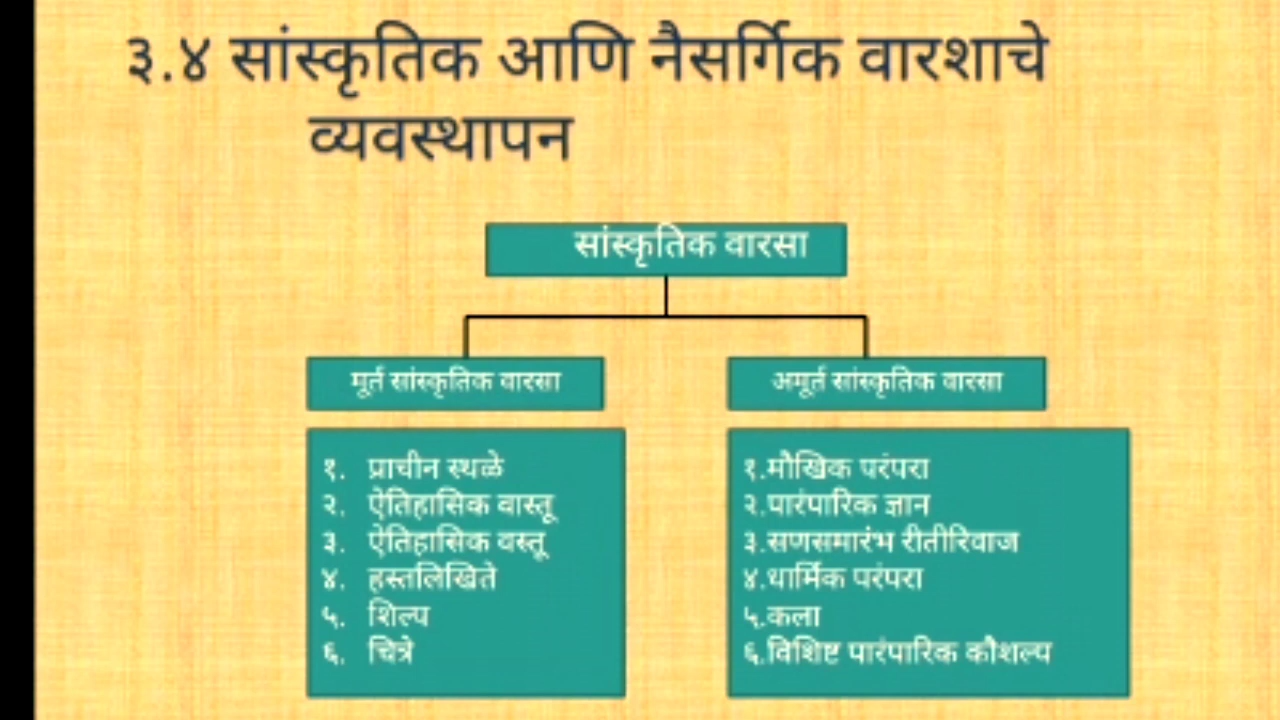 ३.४ सांस्कृतिक आणि नैसर्गिक वारशाचे
व्यवस्थापन
सांस्कृतिक वारसा
मूर्त सांस्कृतिक वारसा
अमूर्त सांस्कृतिक वारसा
१. प्राचीन स्थळे
२. ऐतिहासिक वास्तू
३. ऐतिहासिक वस्तू
४. हस्तलिखिते
५. शिल्प
६. चित्रे
१.मौखिक परंपरा
२.पारंपारिक ज्ञान
३.सणसमारंभ रीतीरिवाज
४.धार्मिक परंपरा
५.कला
६.विशिष्ट पारंपारिक कौशल्य